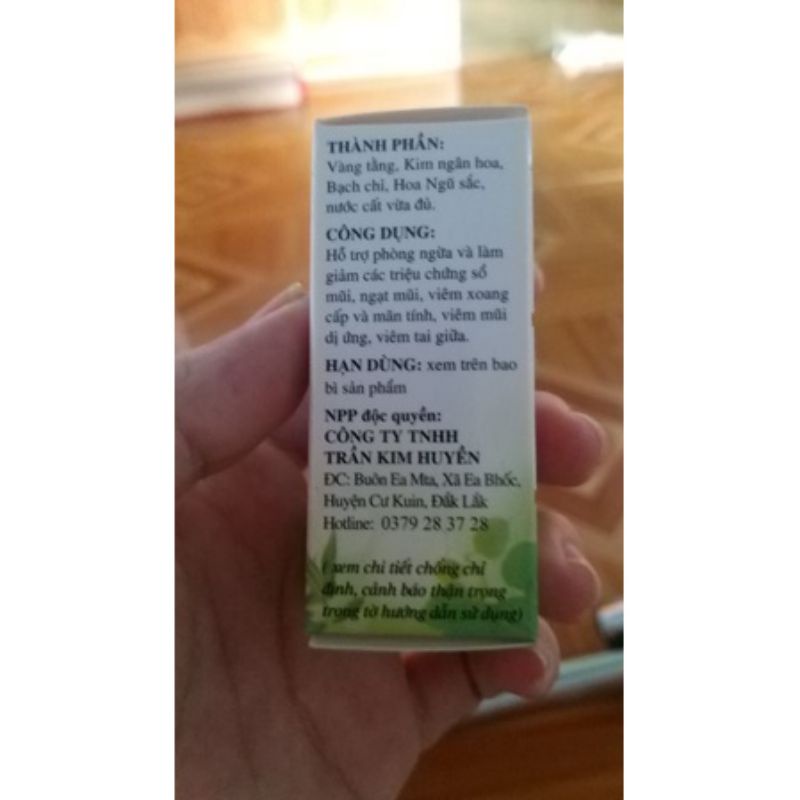 THÀNH PHẦN:
Vàng tằng, Kim ngân hoa,
Bạch chỉ, Hoa Ngũ sắc,
nước cất vừa đủ.
CÔNG DỤNG:
Hỗ trợ phòng ngừa và làm
giảm các triệu chứng sổ
mũi, ngạt mũi, viêm xoang
cấp và mãn tính, viêm mũi
dị ứng, viêm tai giữa.
HẠN DÙNG: xem trên bao
bì sản phẩm
NPP độc quyền:
CÔNG TY TNHH
TRẦN KIM HUYỀN
ĐC: Buôn Ea Mta, Xã Ea Bhốc,
Huyện Cư Kuin, Đắk Lắk
Hotline: 0379 28 37 28
( xem chi tiết chống chỉ
định, cảnh báo thận trọng
trong tờ hướng dẫn sử dụng)